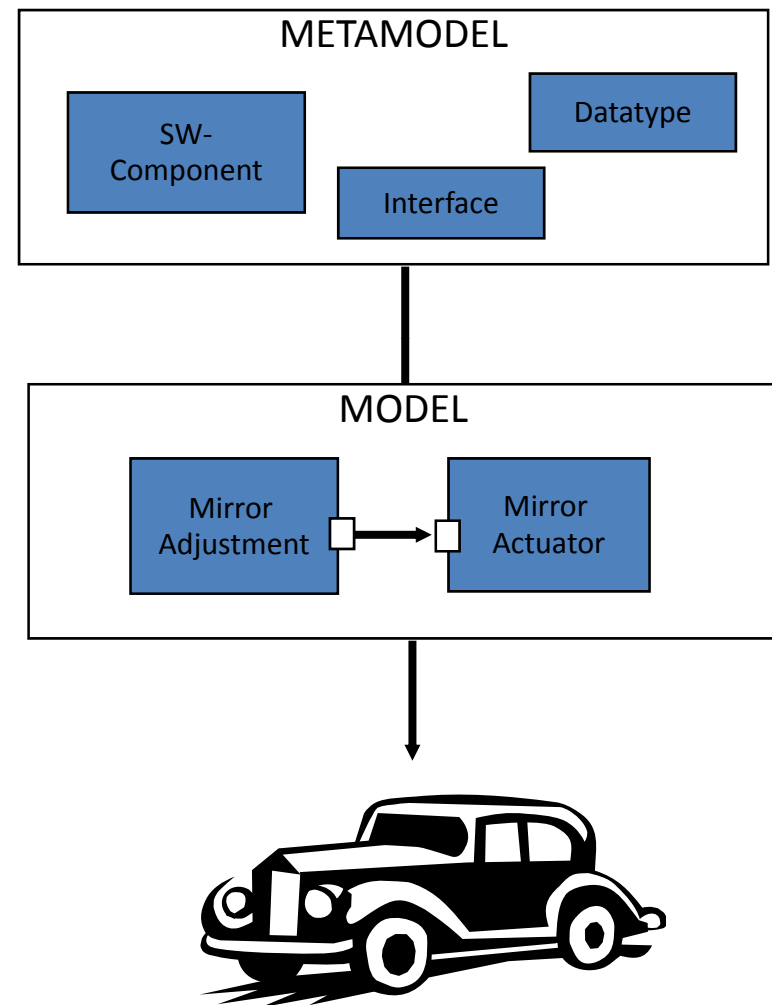 METAMODEL
SW-
Component
Datatype
Interface
MODEL
Mirror
Adjustment
Mirror
Actuator